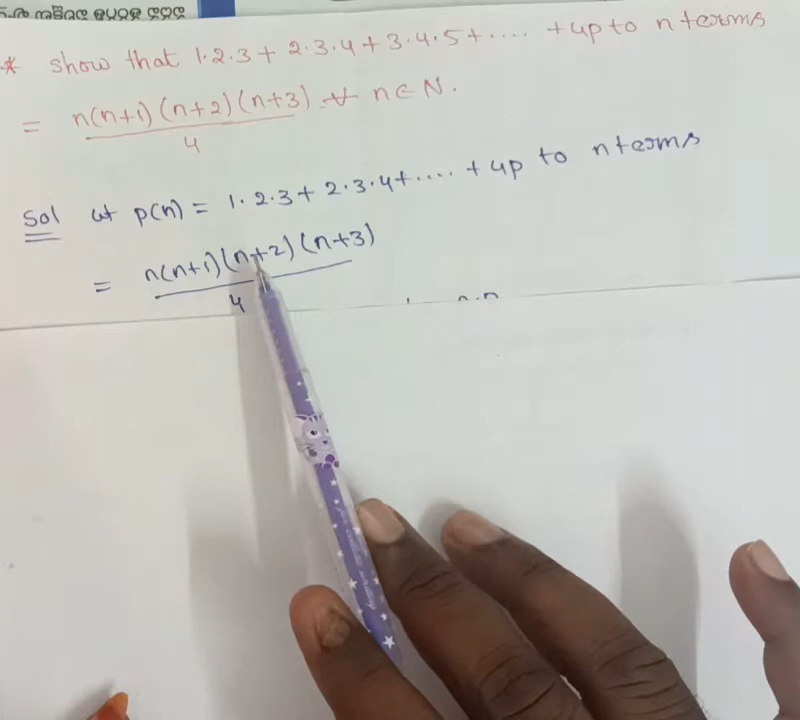 * show that 1.2.3 + 2.3.4 + 3.4.5 + .... + up to n terms
= n(n+1)(n+2)(n+3)/4 ∀ n ∈ N.
Sol let p(n) = 1.2.3 + 2.3.4 + .... + up to n terms
= n(n+1)(n+2)(n+3)/4